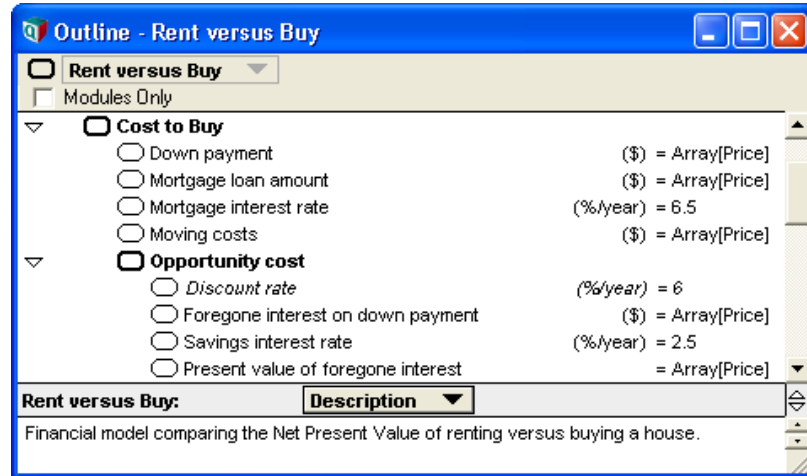 Outline - Rent versus Buy
Rent versus Buy
Modules Only
Cost to Buy
Down payment ($) = Array[Price]
Mortgage loan amount ($) = Array[Price]
Mortgage interest rate (%/year) = 6.5
Moving costs ($) = Array[Price]
Opportunity cost
Discount rate (%/year) = 6
Foregone interest on down payment ($) = Array[Price]
Savings interest rate (%/year) = 2.5
Present value of foregone interest = Array[Price]
Rent versus Buy: Description
Financial model comparing the Net Present Value of renting versus buying a house.